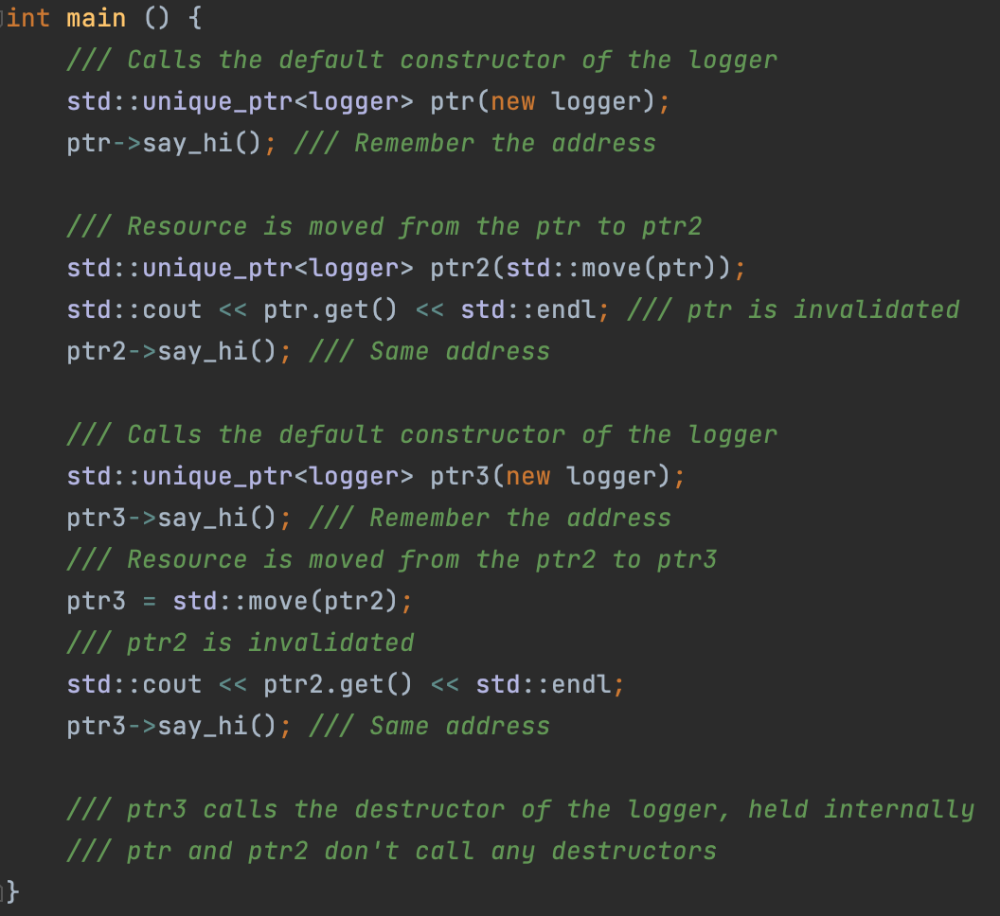 int main () {
/// Calls the default constructor of the logger
std::unique_ptr<logger> ptr(new logger);
ptr->say_hi(); /// Remember the address
/// Resource is moved from the ptr to ptr2
std::unique_ptr<logger> ptr2(std::move(ptr));
std::cout << ptr.get() << std::endl; /// ptr is invalidated
ptr2->say_hi(); /// Same address
/// Calls the default constructor of the logger
std::unique_ptr<logger> ptr3(new logger);
ptr3->say_hi(); /// Remember the address
/// Resource is moved from the ptr2 to ptr3
ptr3 = std::move(ptr2);
/// ptr2 is invalidated
std::cout << ptr2.get() << std::endl;
ptr3->say_hi(); /// Same address
/// ptr3 calls the destructor of the logger, held internally
/// ptr and ptr2 don't call any destructors
}